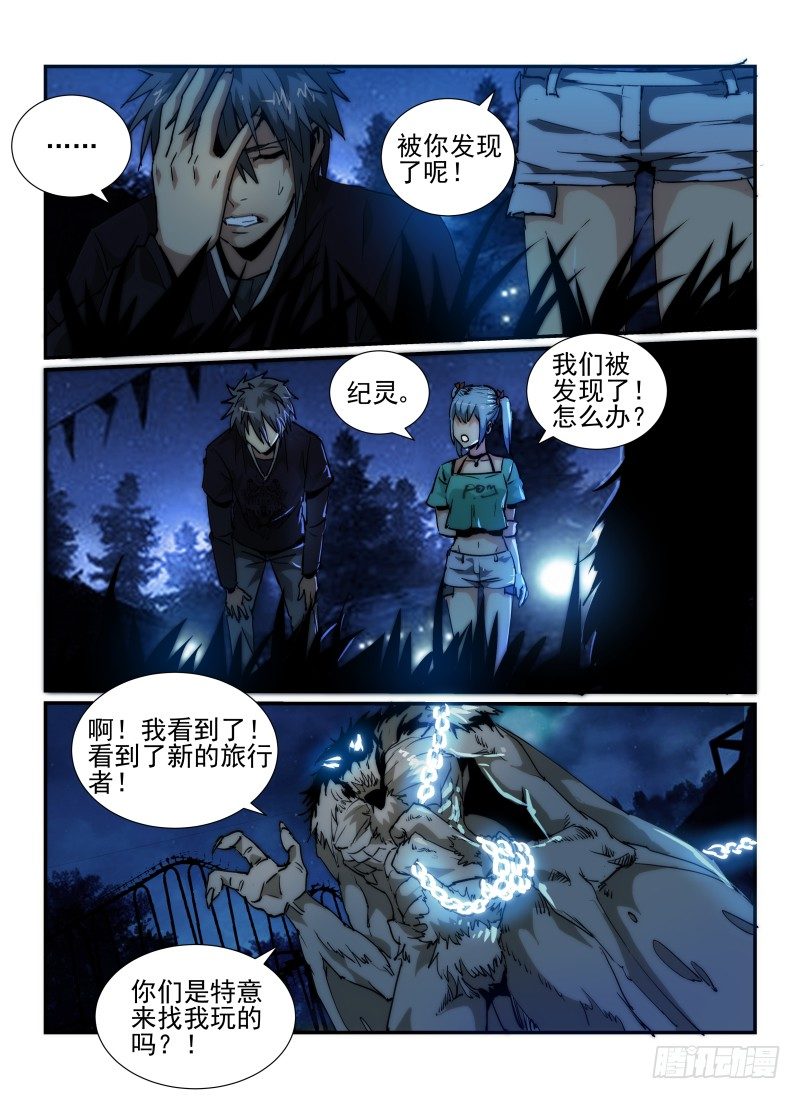 ……
被你发现
了呢！
纪灵。
我们被
发现了！
怎么办？
POM
啊！我看到了！
看到了新的旅行
者！
你们是特意
来找我玩的
吗？！
腾讯动漫